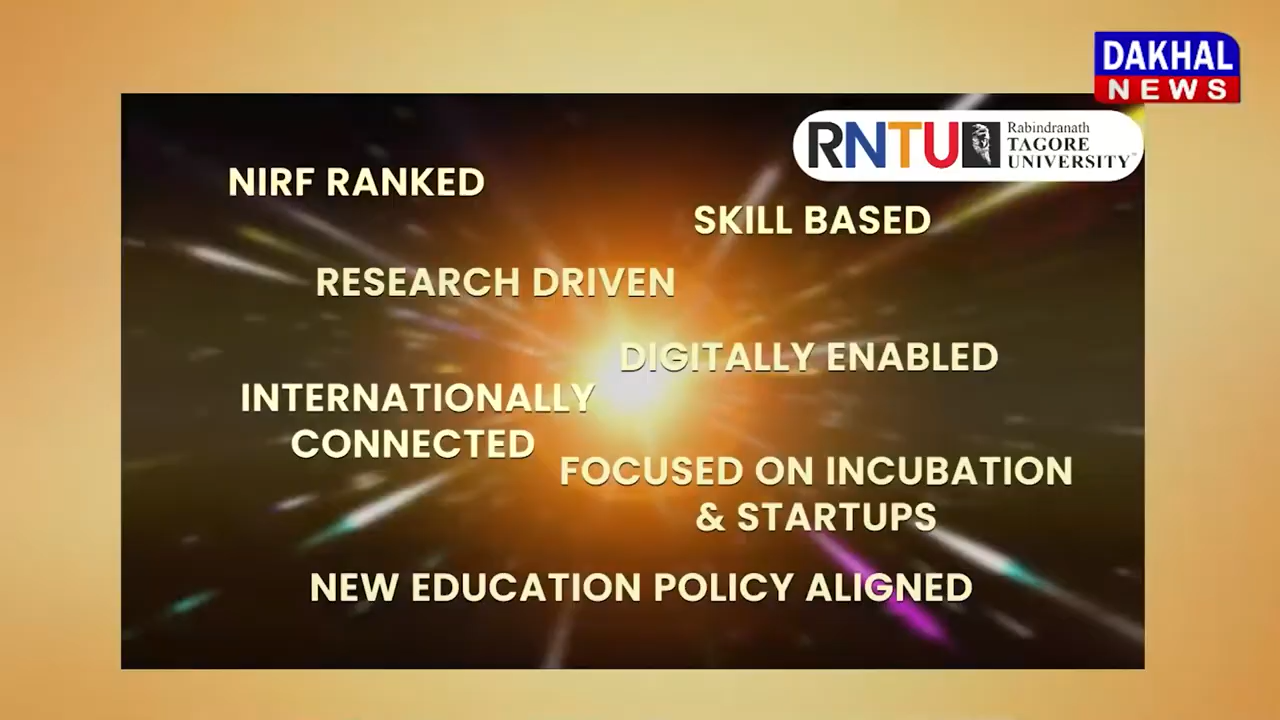 DAKHAL
NEWS
RNTU
Rabindranath
TAGORE
UNIVERSITY™
NIRF RANKED
SKILL BASED
RESEARCH DRIVEN
DIGITALLY ENABLED
INTERNATIONALLY
CONNECTED
FOCUSED ON INCUBATION
& STARTUPS
NEW EDUCATION POLICY ALIGNED